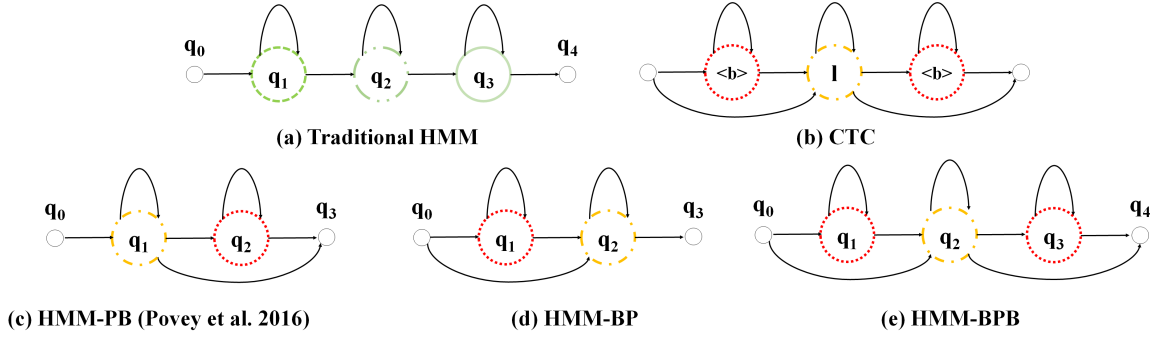 q0 q1 q2 q3 q4
<b> l <b>
(a) Traditional HMM
(b) CTC
q0 q1 q2 q3
q0 q1 q2 q3
q0 q1 q2 q3 q4
(c) HMM-PB (Povey et al. 2016)
(d) HMM-BP
(e) HMM-BPB